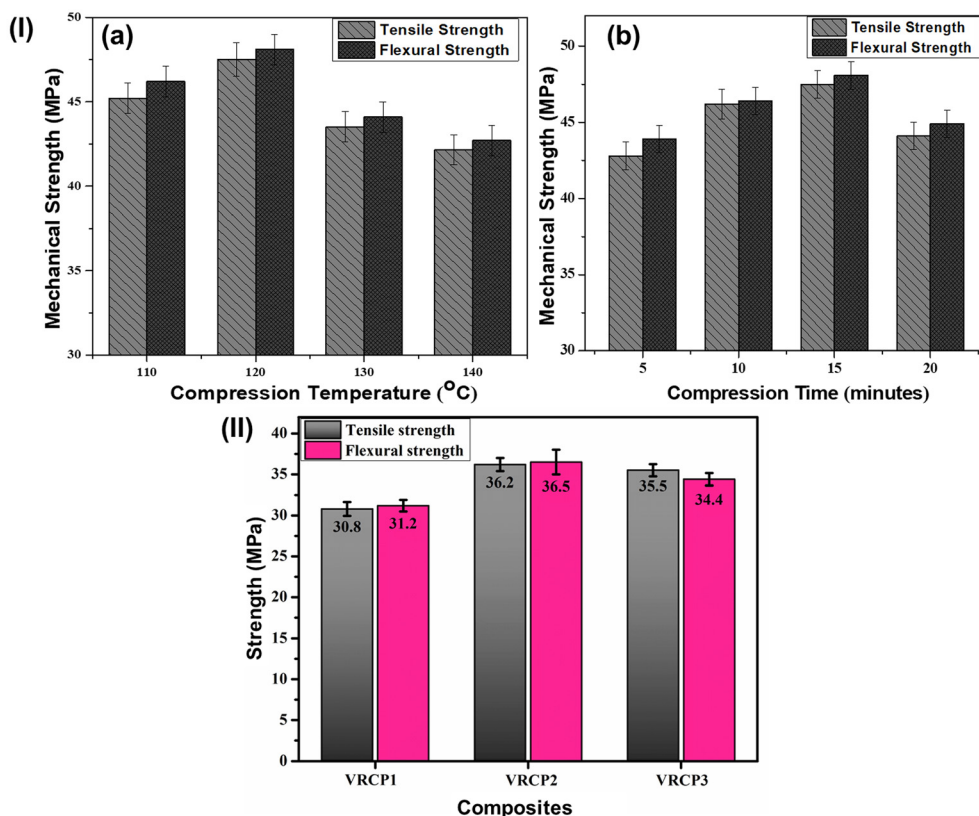 (I)
(a)
Tensile Strength
Flexural Strength
Mechanical Strength (MPa)
50
45
40
35
30
110 120 130 140
Compression Temperature (°C)
(b)
Tensile Strength
Flexural Strength
Mechanical Strength (MPa)
50
45
45
45
30
5 10 15 20
Compression Time (minutes)
(II)
Tensile strength
Flexural strength
Strength (MPa)
40
35
30
25
20
15
10
5
0
30.8 31.2 36.2 36.5 35.5 34.4
VRCP1 VRCP2 VRCP3
Composites